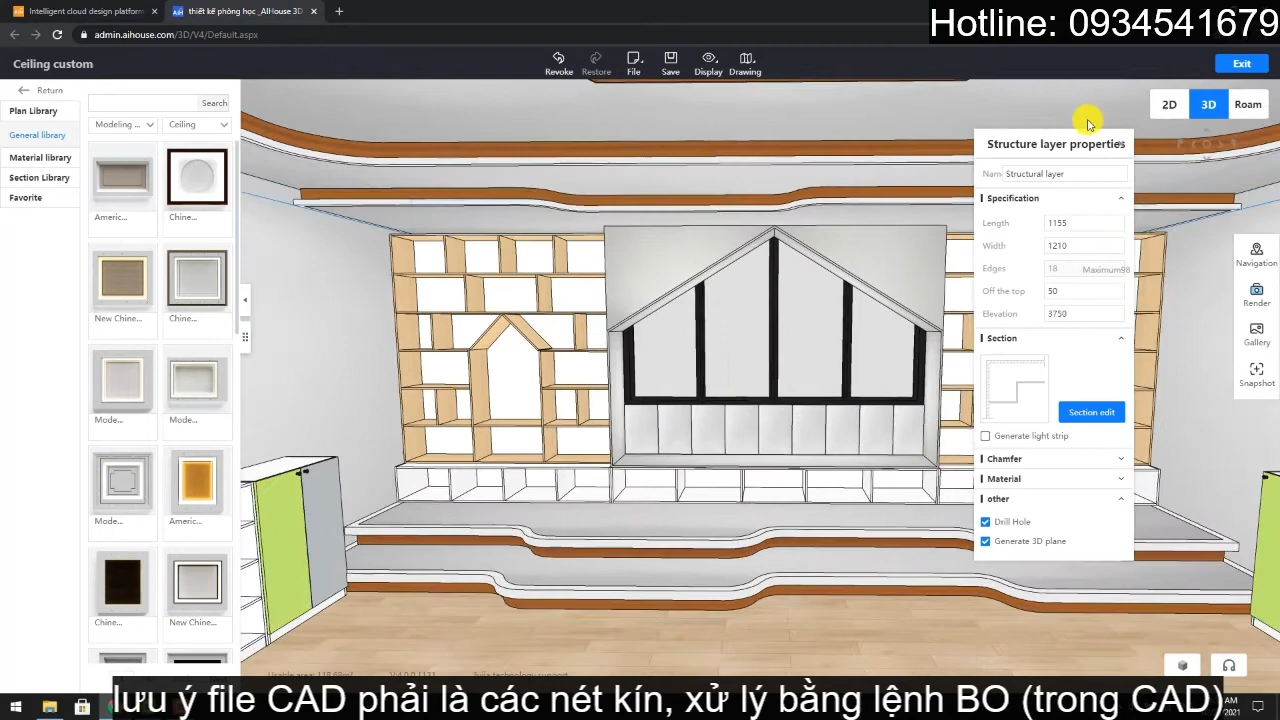 Intelligent cloud design platform
thiết kế phòng học _AIHouse 3D
Hotline: 0934541679
admin.aihouse.com/3D/V4/Default.aspx
Ceiling custom
Revoke
Restore
File
Save
Display
Drawing
Exit
Return
Plan Library
General library
Material library
Section Library
Favorite
Search
Modeling ...
Ceiling
Americ...
Chine...
New Chine...
Chine...
Mode...
Mode...
Mode...
Americ...
Chine...
New Chine...
2D
3D
Roam
Structure layer properties
Nam
Structural layer
Specification
Length
1155
Width
1210
Edges
18
Maximum98
Off the top
50
Elevation
3750
Section
Section edit
Generate light strip
Chamfer
Material
other
Drill Hole
Generate 3D plane
Navigation
Render
Gallery
Snapshot
lưu ý file CAD phải là các nét kín, xử lý bằng lệnh BO (trong CAD)
AM
2021